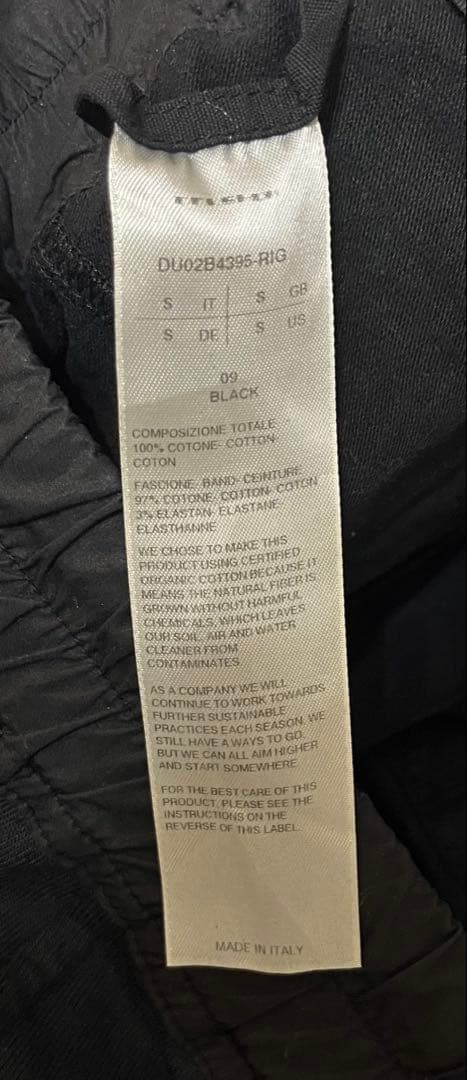 DU02B4395-RIG
S IT S GB
S DE S US
09
BLACK
COMPOSIZIONE TOTALE
100% COTONE- COTTON-
COTON
FASCIONE- BAND- CEINTURE
97% COTONE- COTTON- COTON
3% ELASTAN- ELASTANE-
ELASTHANNE
WE CHOSE TO MAKE THIS
PRODUCT USING CERTIFIED
ORGANIC COTTON BECAUSE IT
MEANS THE NATURAL FIBER IS
GROWN WITHOUT HARMFUL
CHEMICALS, WHICH LEAVES
OUR SOIL, AIR AND WATER
CLEANER FROM
CONTAMINATES.
AS A COMPANY WE WILL
CONTINUE TO WORK TOWARDS
FURTHER SUSTAINABLE
PRACTICES EACH SEASON. WE
STILL HAVE A WAYS TO GO,
BUT WE CAN ALL AIM HIGHER
AND START SOMEWHERE.
FOR THE BEST CARE OF THIS
PRODUCT, PLEASE SEE THE
INSTRUCTIONS ON THE
REVERSE OF THIS LABEL.
MADE IN ITALY